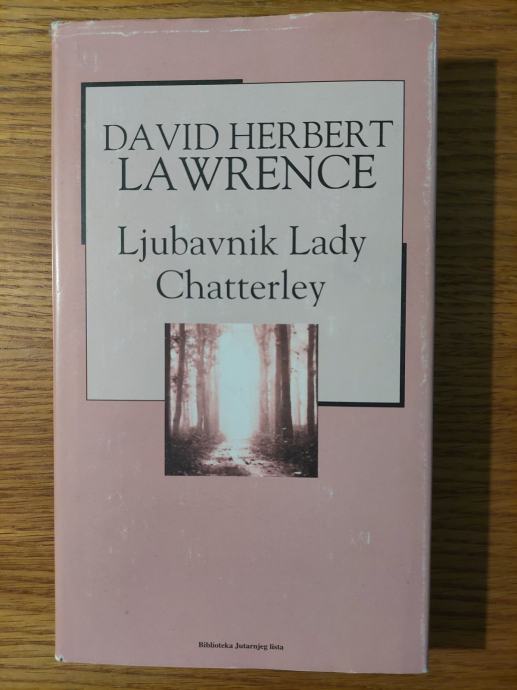 DAVID HERBERT
LAWRENCE
Ljubavnik Lady
Chatterley
Biblioteka Jutarnjeg lista